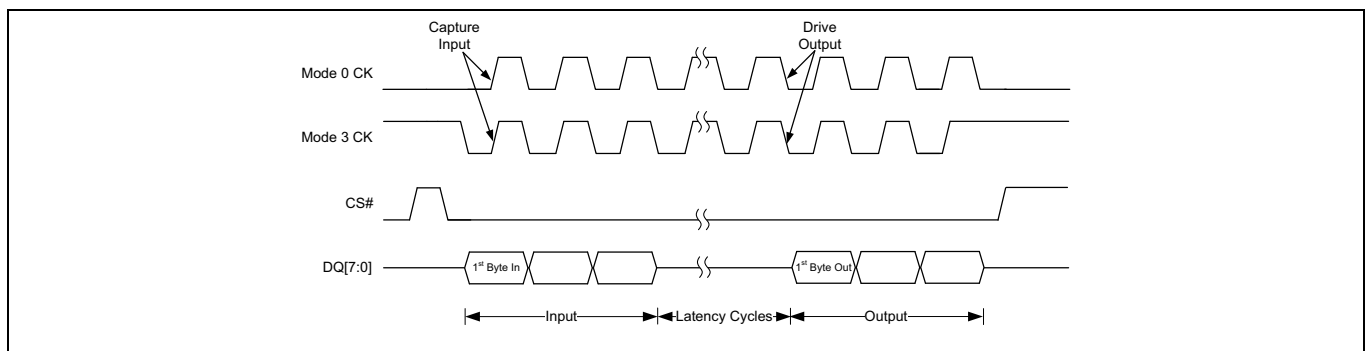 Capture
Input
Drive
Output
Mode 0 CK
Mode 3 CK
CS#
DQ[7:0]
1st Byte In
1st Byte Out
Input
Latency Cycles
Output